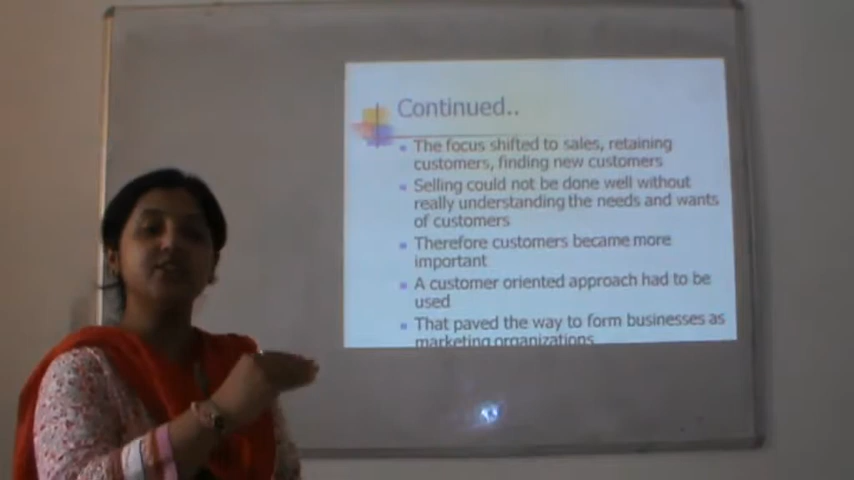 Continued..
The focus shifted to sales, retaining
customers, finding new customers
Selling could not be done well without
really understanding the needs and wants
of customers
Therefore customers became more
important
A customer oriented approach had to be
used
That paved the way to form businesses as
marketing organizations